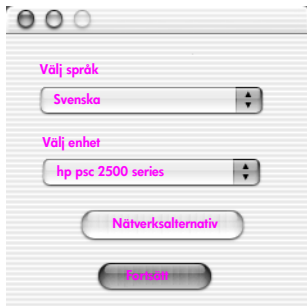 Välj språk
Svenska
Välj enhet
hp psc 2500 series
Nätverksalternativ
Fortsätt